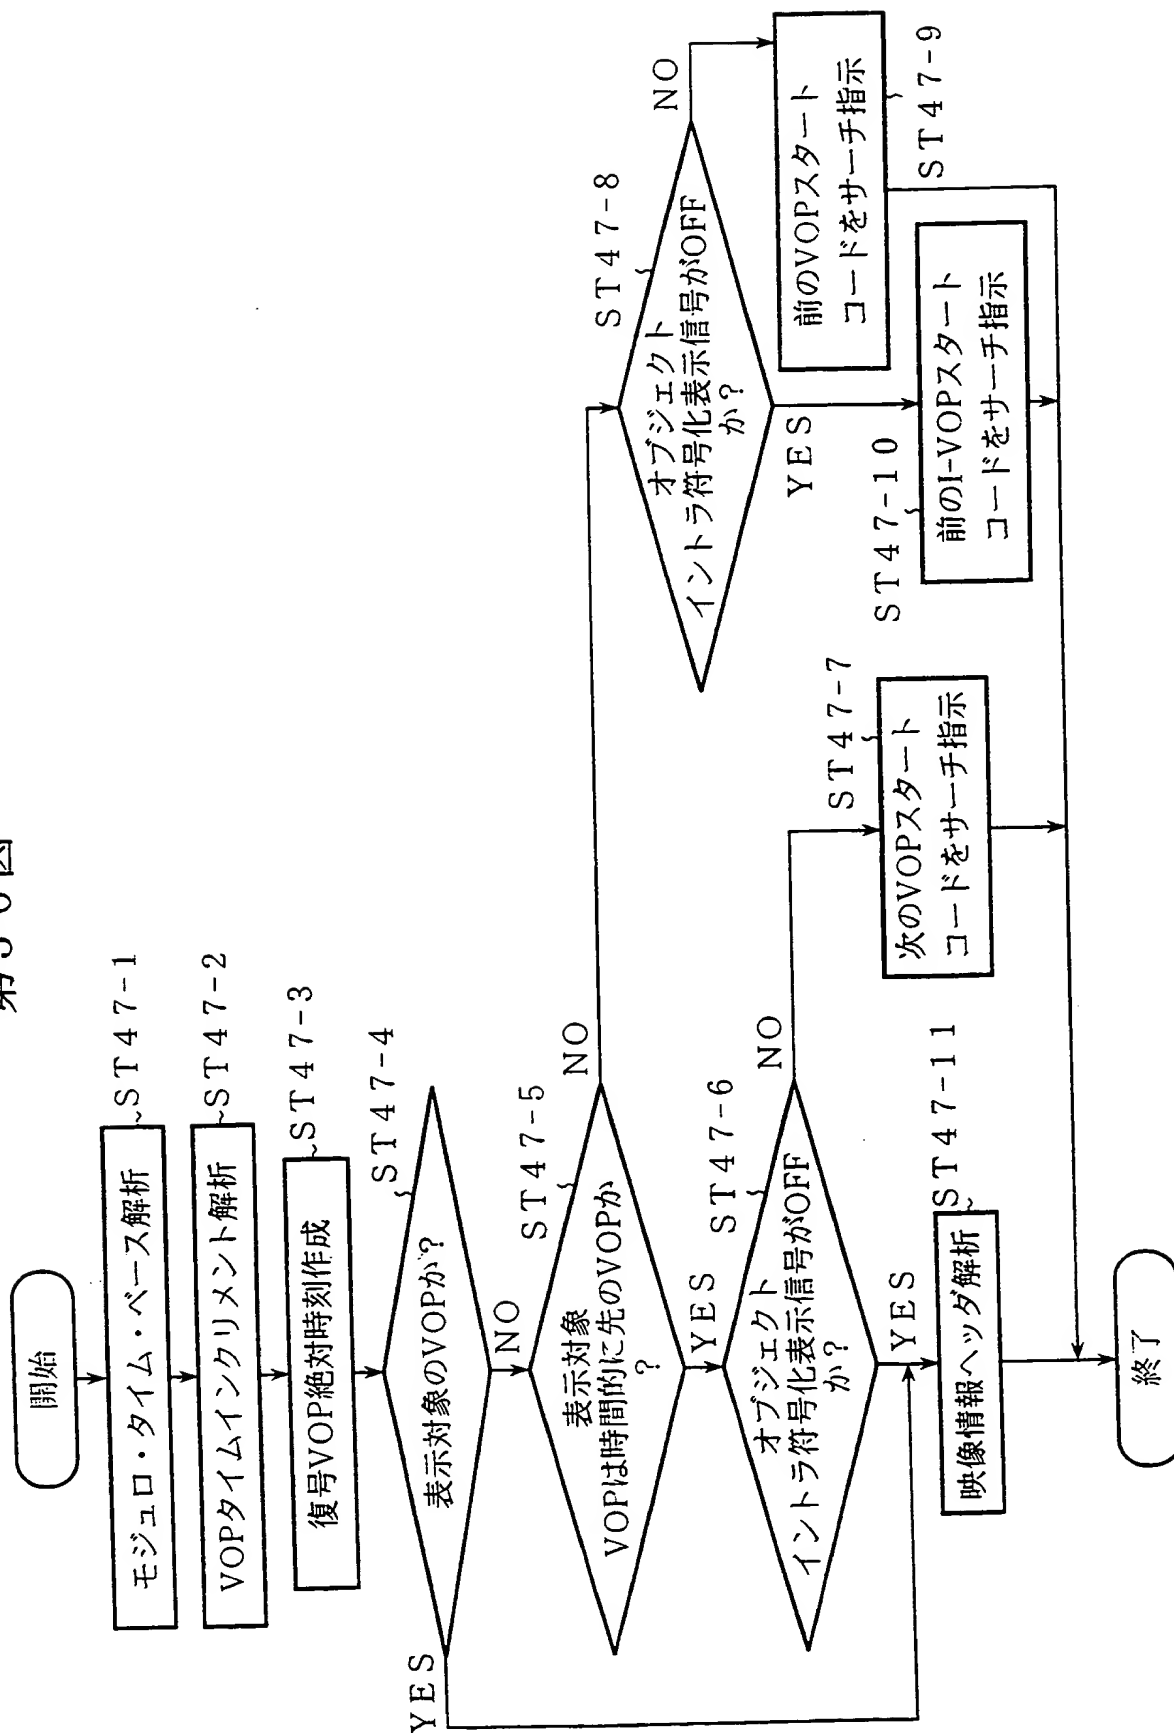 開始
モジュロ・タイム・ベース解析
ST47-1
VOPタイムインクリメント解析
ST47-2
復号VOP絶対時刻作成
ST47-3
表示対象のVOPか?
ST47-4
YES
NO
表示対象
VOPは時間的に先のVOPか
?
ST47-5
NO
YES
オブジェクト
イントラ符号化表示信号がOFF
か?
ST47-6
NO
YES
次のVOPスタート
コードをサーチ指示
ST47-7
オブジェクト
イントラ符号化表示信号がOFF
か?
ST47-8
NO
YES
前のVOPスタート
コードをサーチ指示
ST47-9
前のI-VOPスタート
コードをサーチ指示
ST47-10
映像情報ヘッダ解析
ST47-11
終了